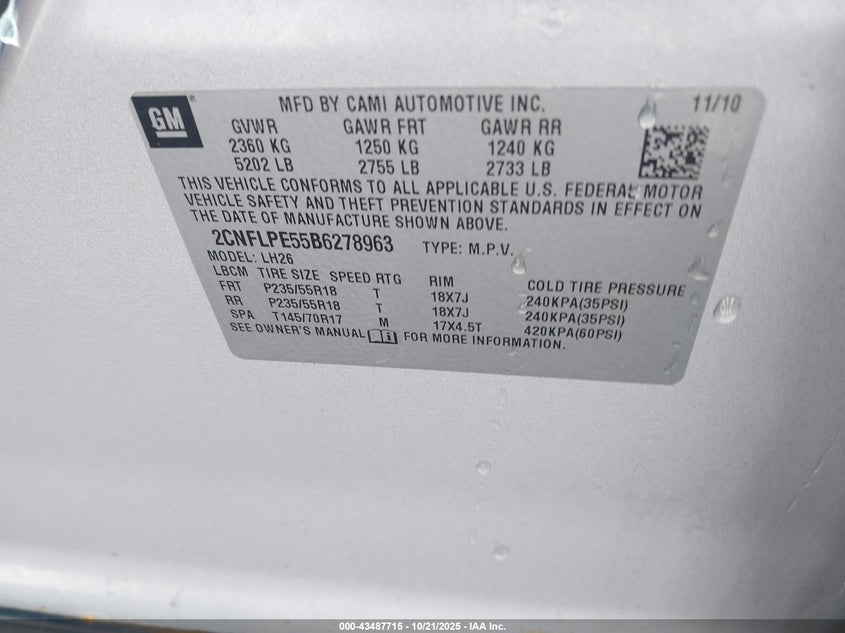 GM
MFD BY CAMI AUTOMOTIVE INC. 11/10
GVWR GAWR FRT GAWR RR
2360 KG 1250 KG 1240 KG
5202 LB 2755 LB 2733 LB
THIS VEHICLE CONFORMS TO ALL APPLICABLE U.S. FEDERAL MOTOR
VEHICLE SAFETY AND THEFT PREVENTION STANDARDS IN EFFECT ON
THE DATE OF MANUFACTURE SHOWN ABOVE.
2CNFLPE55B6278963 TYPE: M.P.V.
MODEL: LH26
LBCM TIRE SIZE SPEED RTG RIM COLD TIRE PRESSURE
FRT P235/55R18 T 18X7J 240KPA(35PSI)
RR P235/55R18 T 18X7J 240KPA(35PSI)
SPA T145/70R17 M 17X4.5T 420KPA(60PSI)
SEE OWNER'S MANUAL FOR MORE INFORMATION.
000-43487715 - 10/21/2025 - IAA Inc.